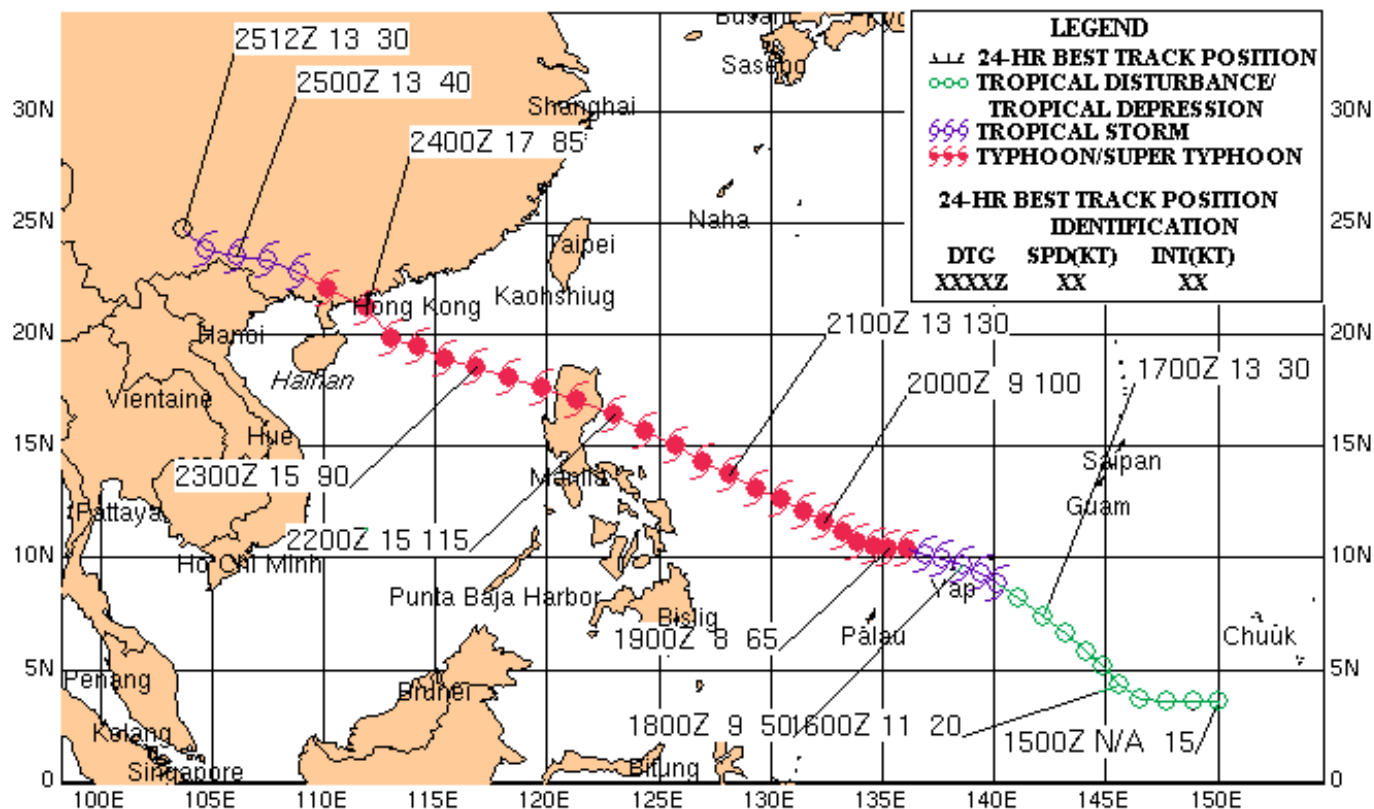 2512Z 13 30
2500Z 13 40
2400Z 17 85
LEGEND
24-HR BEST TRACK POSITION
TROPICAL DISTURBANCE/
TROPICAL DEPRESSION
TROPICAL STORM
TYPHOON/SUPER TYPHOON
24-HR BEST TRACK POSITION
IDENTIFICATION
DTG SPD(KT) INT(KT)
XXXXZ XX XX
Busan
Sasebo
30N
Shanghai
30N
25N
Naha
25N
Taipei
Kaohshiug
Hong Kong
20N
Hanoi
2100Z 13 130
20N
Hainan
2000Z 9 100
1700Z 13 30
Vientaine
15N
Hue
Saipan
15N
2300Z 15 90
Manila
Guam
Pattaya
2200Z 15 115
10N
Ho Chi Minh
10N
Yap
Punta Baja Harbor
Bislig
1900Z 8 65
Palau
Chuuk
5N
Penang
Brunei
5N
1800Z 9 50
1600Z 11 20
1500Z N/A 15
Kelang
Singapore
Bitung
0
0
100E 105E 110E 115E 120E 125E 130E 135E 140E 145E 150E